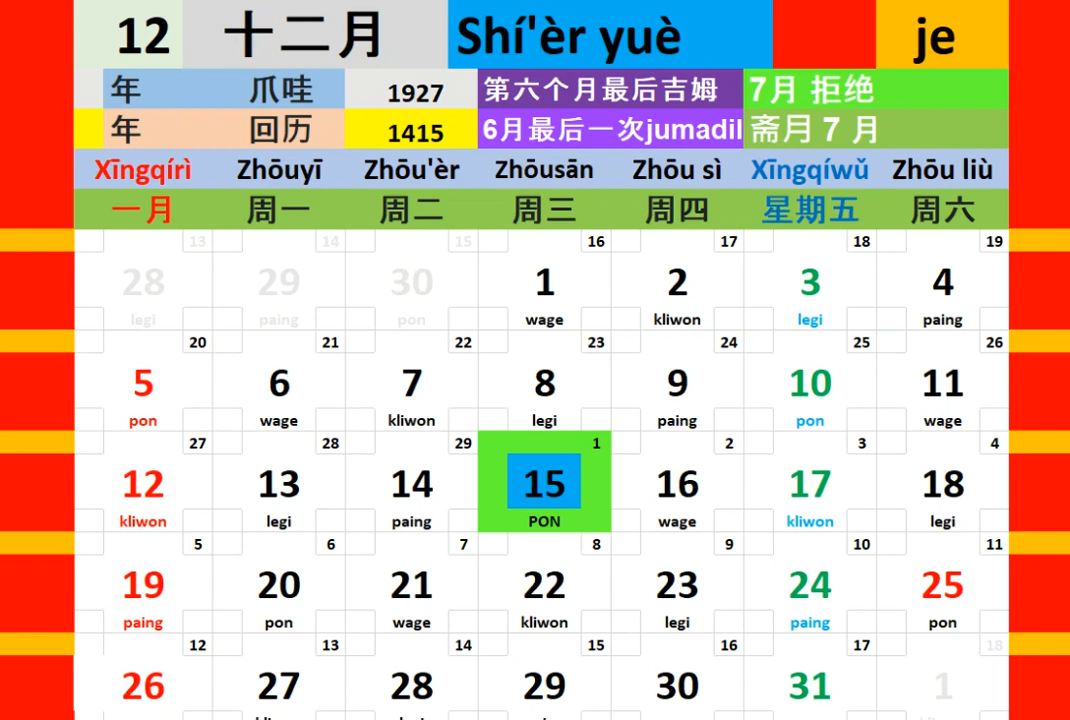 12 十二月 Shí'èr yuè je
年 爪哇 1927 第六个月最后吉姆 7月 拒绝
年 回历 1415 6月最后一次jumadil 斋月 7 月
Xīngqírì Zhōuyī Zhōu'èr Zhōusān Zhōu sì Xīngqíwǔ Zhōu liù
一月 周一 周二 周三 周四 星期五 周六
13 14 15 16 17 18 19
28 29 30 1 2 3 4
legi paing pon wage kliwon legi paing
20 21 22 23 24 25 26
5 6 7 8 9 10 11
pon wage kliwon legi paing pon wage
27 28 29 1 2 3 4
12 13 14 15 16 17 18
kliwon legi paing PON wage kliwon legi
5 6 7 8 9 10 11
19 20 21 22 23 24 25
paing pon wage kliwon legi paing pon
12 13 14 15 16 17 18
26 27 28 29 30 31 1